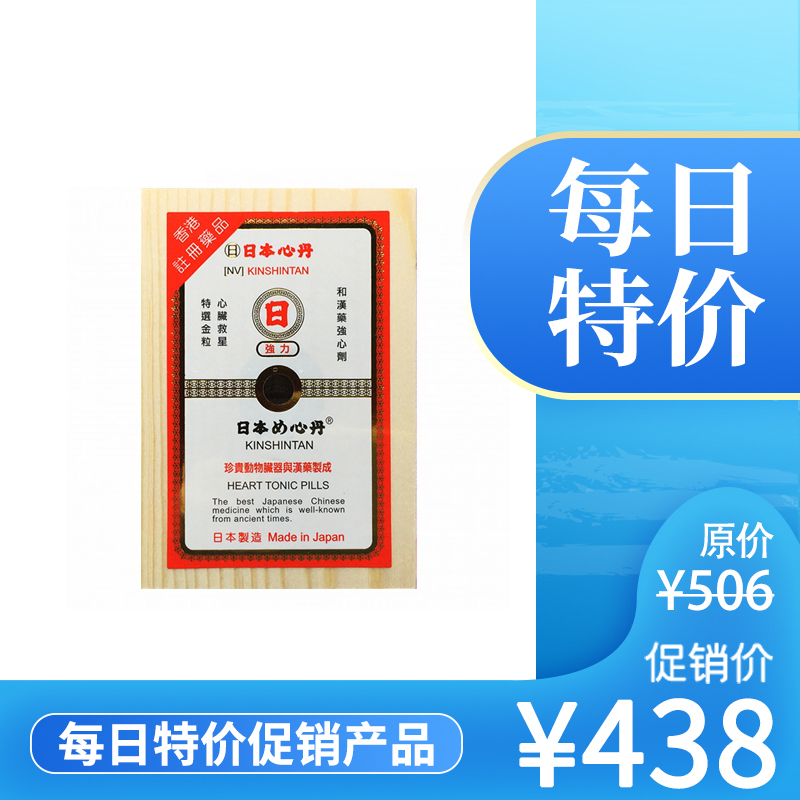 每日
特价
香港
註冊藥品
日 日本心丹
[NV] KINSHINTAN
和漢藥強心劑
心臟救星
特選金粒
日
強力
日本め心丹®
KINSHINTAN
珍貴動物臟器與漢藥製成
HEART TONIC PILLS
The best Japanese Chinese
medicine which is well-known
from ancient times.
日本製造 Made in Japan
原价
¥506
促销价
¥438
每日特价促销产品